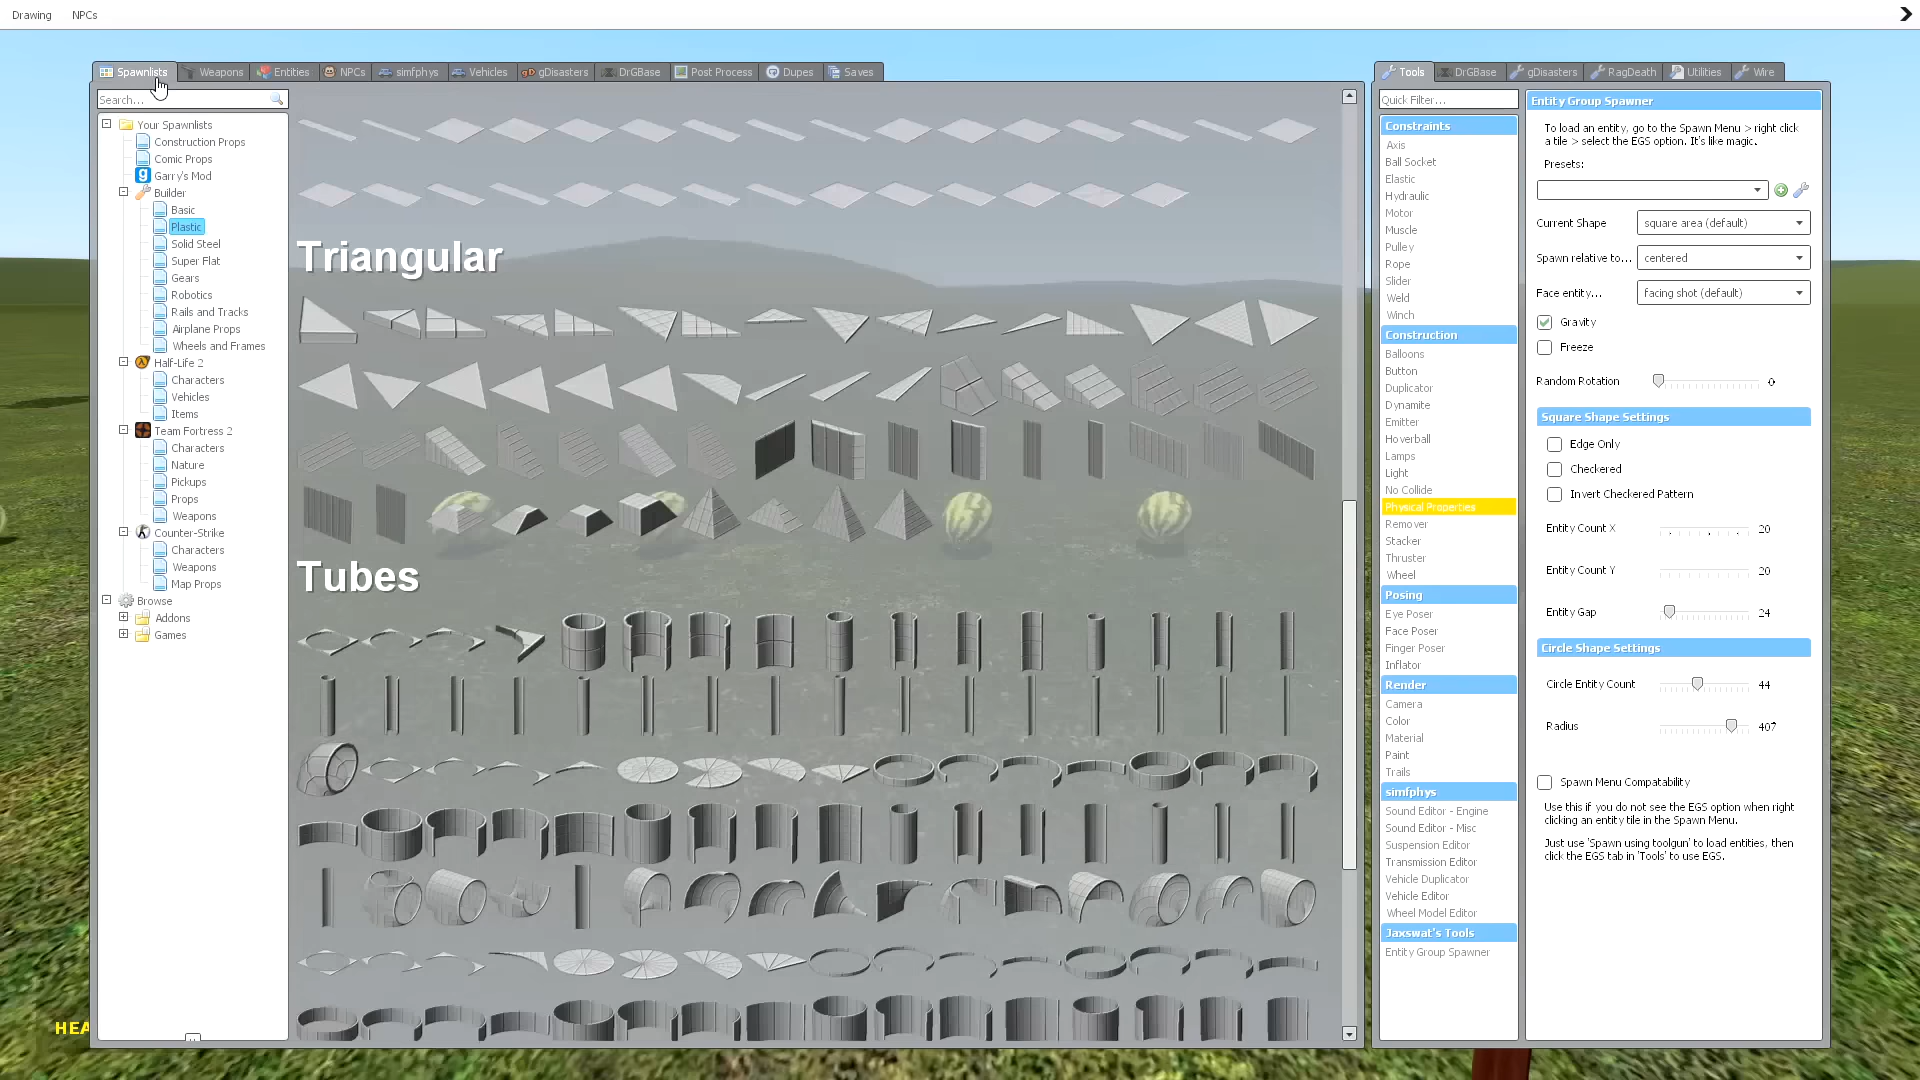 Drawing NPCs
Spawnlists Weapons Entities NPCs simfphys Vehicles gDisasters DrGBase Post Process Dupes Saves
Search...
Your Spawnlists
Construction Props
Comic Props
Garry's Mod
Builder
Basic
Plastic
Solid Steel
Super Flat
Gears
Robotics
Rails and Tracks
Airplane Props
Wheels and Frames
Half-Life 2
Characters
Vehicles
Items
Team Fortress 2
Characters
Nature
Pickups
Props
Weapons
Counter-Strike
Characters
Weapons
Map Props
Browse
Addons
Games
Triangular
Tubes
HEA
Tools DrGBase gDisasters RagDeath Utilities Wire
Quick Filter...
Constraints
Axis
Ball Socket
Elastic
Hydraulic
Motor
Muscle
Pulley
Rope
Slider
Weld
Winch
Construction
Balloons
Button
Duplicator
Dynamite
Emitter
Hoverball
Lamps
Light
No Collide
Physical Properties
Remover
Stacker
Thruster
Wheel
Posing
Eye Poser
Face Poser
Finger Poser
Inflator
Render
Camera
Color
Material
Paint
Trails
simfphys
Sound Editor - Engine
Sound Editor - Misc
Suspension Editor
Transmission Editor
Vehicle Duplicator
Vehicle Editor
Wheel Model Editor
Jaxswat's Tools
Entity Group Spawner
Entity Group Spawner
To load an entity, go to the Spawn Menu > right click
a tile > select the EGS option. It's like magic.
Presets:
Current Shape square area (default)
Spawn relative to... centered
Face entity... facing shot (default)
Gravity
Freeze
Random Rotation 0
Square Shape Settings
Edge Only
Checkered
Invert Checkered Pattern
Entity Count X 20
Entity Count Y 20
Entity Gap 24
Circle Shape Settings
Circle Entity Count 44
Radius 407
Spawn Menu Compatability
Use this if you do not see the EGS option when right
clicking an entity tile in the Spawn Menu.
Just use 'Spawn using toolgun' to load entities, then
click the EGS tab in 'Tools' to use EGS.